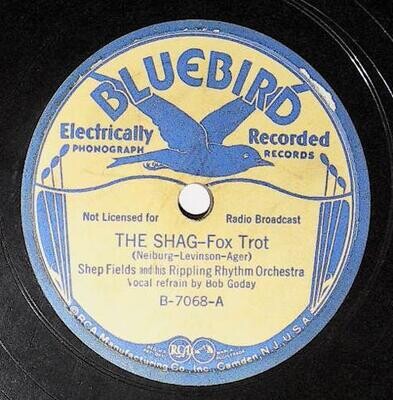 BLUEBIRD
Electrically Recorded
PHONOGRAPH RECORDS
Not Licensed for Radio Broadcast
THE SHAG-Fox Trot
(Neiburg-Levinson-Ager)
Shep Fields and his Rippling Rhythm Orchestra
Vocal refrain by Bob Goday
B-7068-A
RCA
©RCA Manufacturing Co., Inc., Camden, N.J., U.S.A.